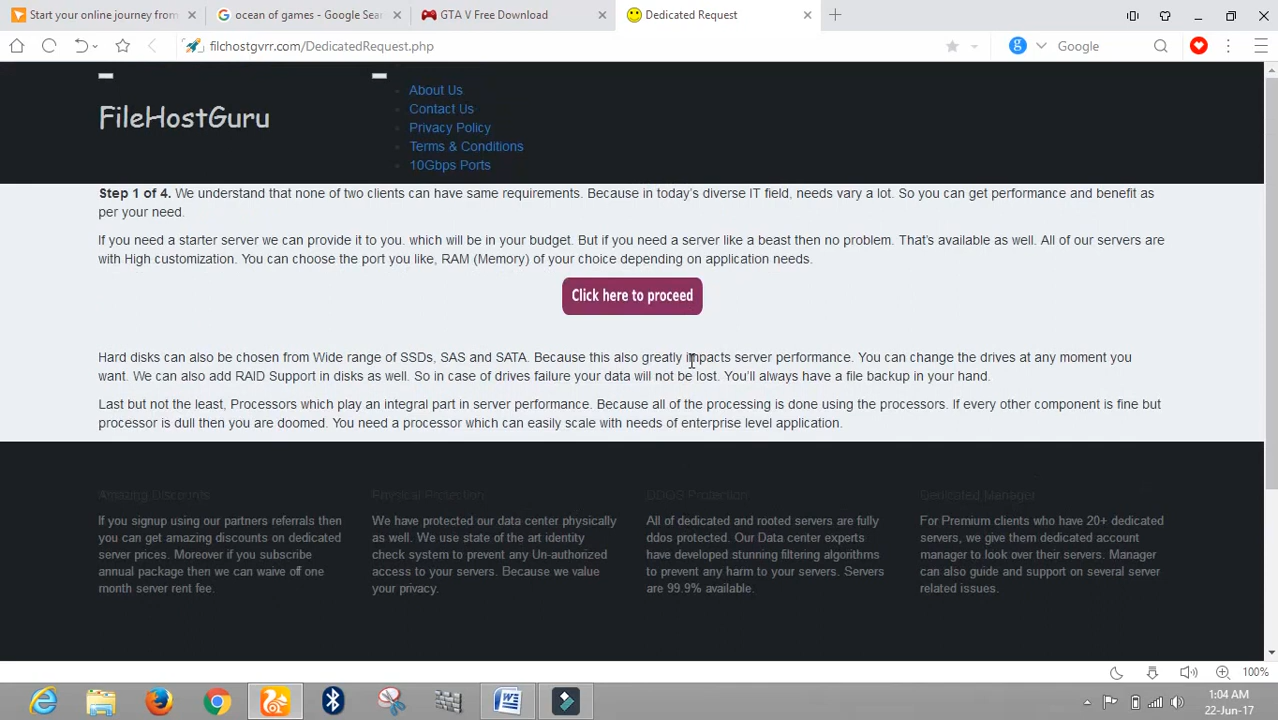 Start your online journey from
ocean of games - Google Sear
GTA V Free Download
Dedicated Request
filchostgvrr.com/DedicatedRequest.php
Google
FileHostGuru
About Us
Contact Us
Privacy Policy
Terms & Conditions
10Gbps Ports
Step 1 of 4. We understand that none of two clients can have same requirements. Because in today's diverse IT field, needs vary a lot. So you can get performance and benefit as
per your need.
If you need a starter server we can provide it to you. which will be in your budget. But if you need a server like a beast then no problem. That's available as well. All of our servers are
with High customization. You can choose the port you like, RAM (Memory) of your choice depending on application needs.
Click here to proceed
Hard disks can also be chosen from Wide range of SSDs, SAS and SATA. Because this also greatly impacts server performance. You can change the drives at any moment you
want. We can also add RAID Support in disks as well. So in case of drives failure your data will not be lost. You'll always have a file backup in your hand.
Last but not the least, Processors which play an integral part in server performance. Because all of the processing is done using the processors. If every other component is fine but
processor is dull then you are doomed. You need a processor which can easily scale with needs of enterprise level application.
Amazing Discounts
If you signup using our partners referrals then
you can get amazing discounts on dedicated
server prices. Moreover if you subscribe
annual package then we can waive off one
month server rent fee.
Physical Protection
We have protected our data center physically
as well. We use state of the art identity
check system to prevent any Un-authorized
access to your servers. Because we value
your privacy.
DDOS Protection
All of dedicated and rooted servers are fully
ddos protected. Our Data center experts
have developed stunning filtering algorithms
to prevent any harm to your servers. Servers
are 99.9% available.
Dedicated Manager
For Premium clients who have 20+ dedicated
servers, we give them dedicated account
manager to look over their servers. Manager
can also guide and support on several server
related issues.
100%
1:04 AM
22-Jun-17